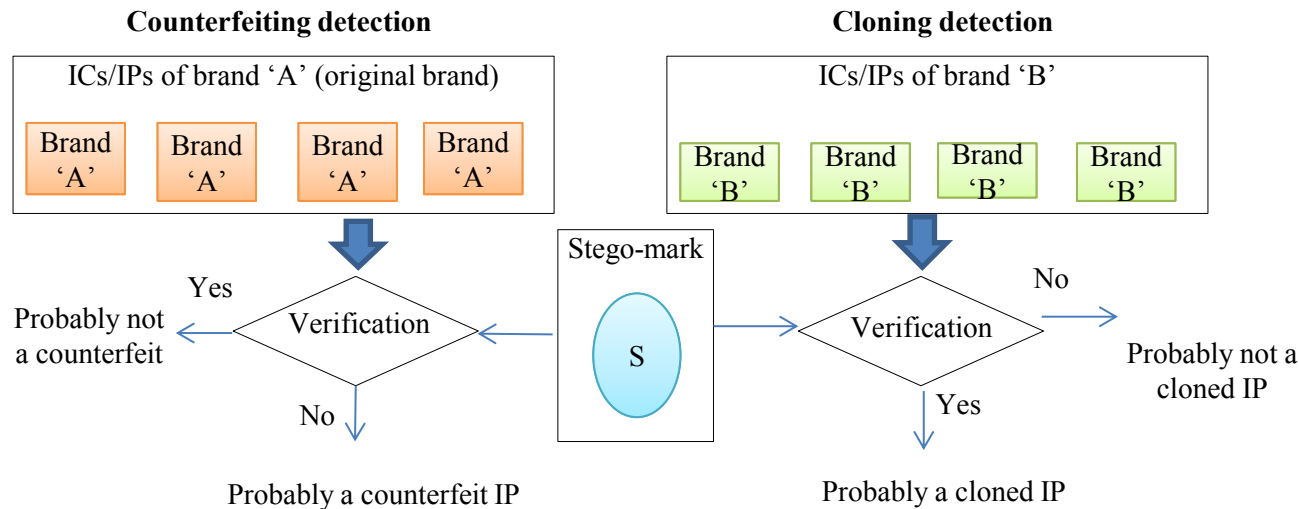 Counterfeiting detection
ICs/IPs of brand ‘A’ (original brand)
Brand
‘A’
Brand
‘A’
Brand
‘A’
Brand
‘A’
Yes
Verification
Probably not
a counterfeit
No
Probably a counterfeit IP
Stego-mark
S
Cloning detection
ICs/IPs of brand ‘B’
Brand
‘B’
Brand
‘B’
Brand
‘B’
Brand
‘B’
No
Verification
Probably not a
cloned IP
Yes
Probably a cloned IP